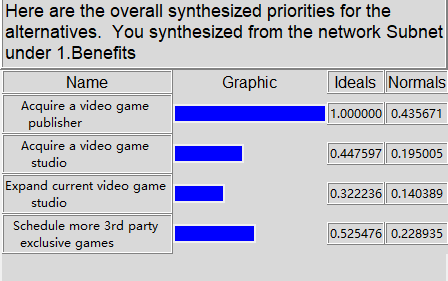 Here are the overall synthesized priorities for the
alternatives.  You synthesized from the network Subnet
under 1.Benefits
Name Graphic Ideals Normals
Acquire a video game
publisher
1.000000 0.435671
Acquire a video game
studio
0.447597 0.195005
Expand current video game
studio
0.322236 0.140389
Schedule more 3rd party
exclusive games
0.525476 0.228935